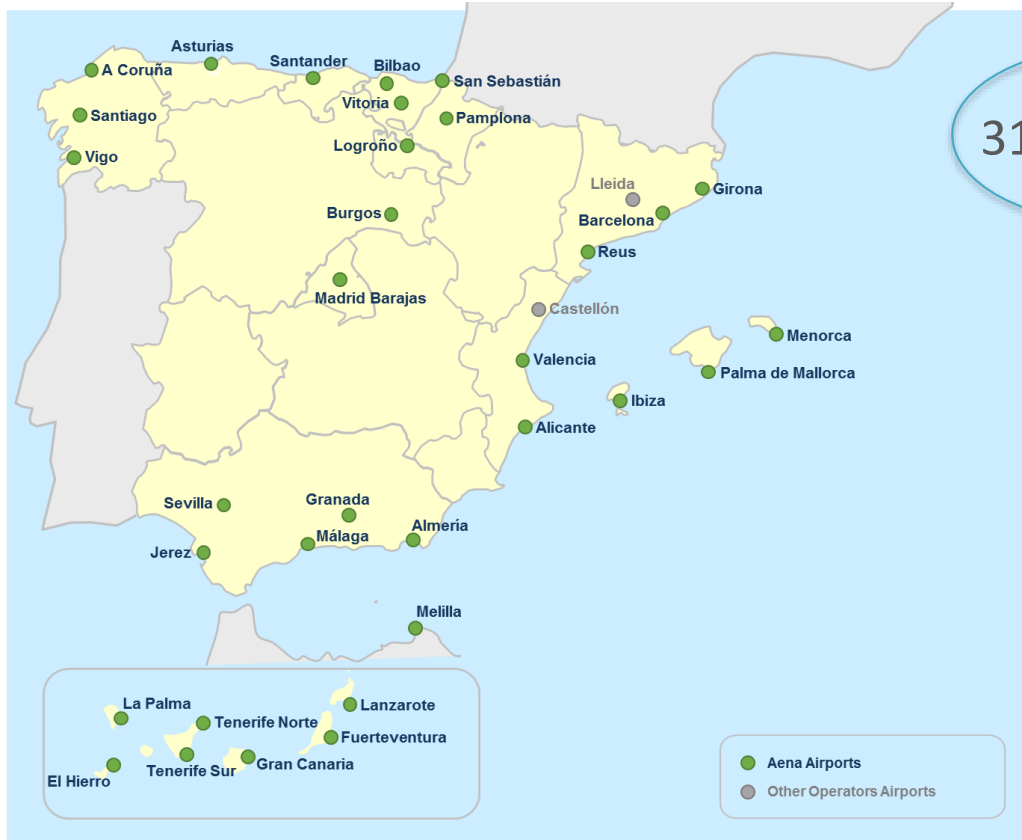 Asturias
Santander
Bilbao
A Coruña
San Sebastián
Vitoria
Santiago
Pamplona
Logroño
Vigo
31
Lleida
Girona
Burgos
Barcelona
Reus
Madrid Barajas
Castellón
Menorca
Valencia
Palma de Mallorca
Ibiza
Alicante
Sevilla
Granada
Almería
Málaga
Jerez
Melilla
La Palma
Lanzarote
Tenerife Norte
Fuerteventura
Gran Canaria
Tenerife Sur
El Hierro
Aena Airports
Other Operators Airports